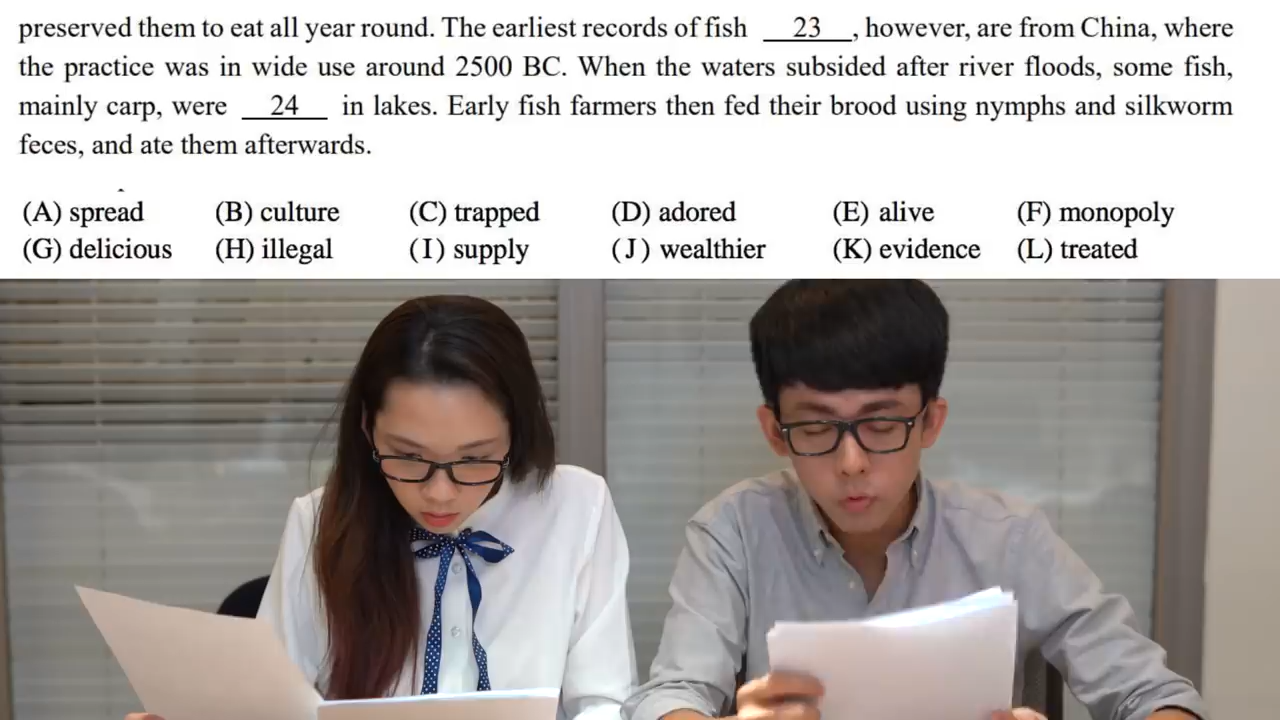 preserved them to eat all year round. The earliest records of fish 23, however, are from China, where
the practice was in wide use around 2500 BC. When the waters subsided after river floods, some fish,
mainly carp, were 24 in lakes. Early fish farmers then fed their brood using nymphs and silkworm
feces, and ate them afterwards.
(A) spread (B) culture (C) trapped (D) adored (E) alive (F) monopoly
(G) delicious (H) illegal (I) supply (J) wealthier (K) evidence (L) treated